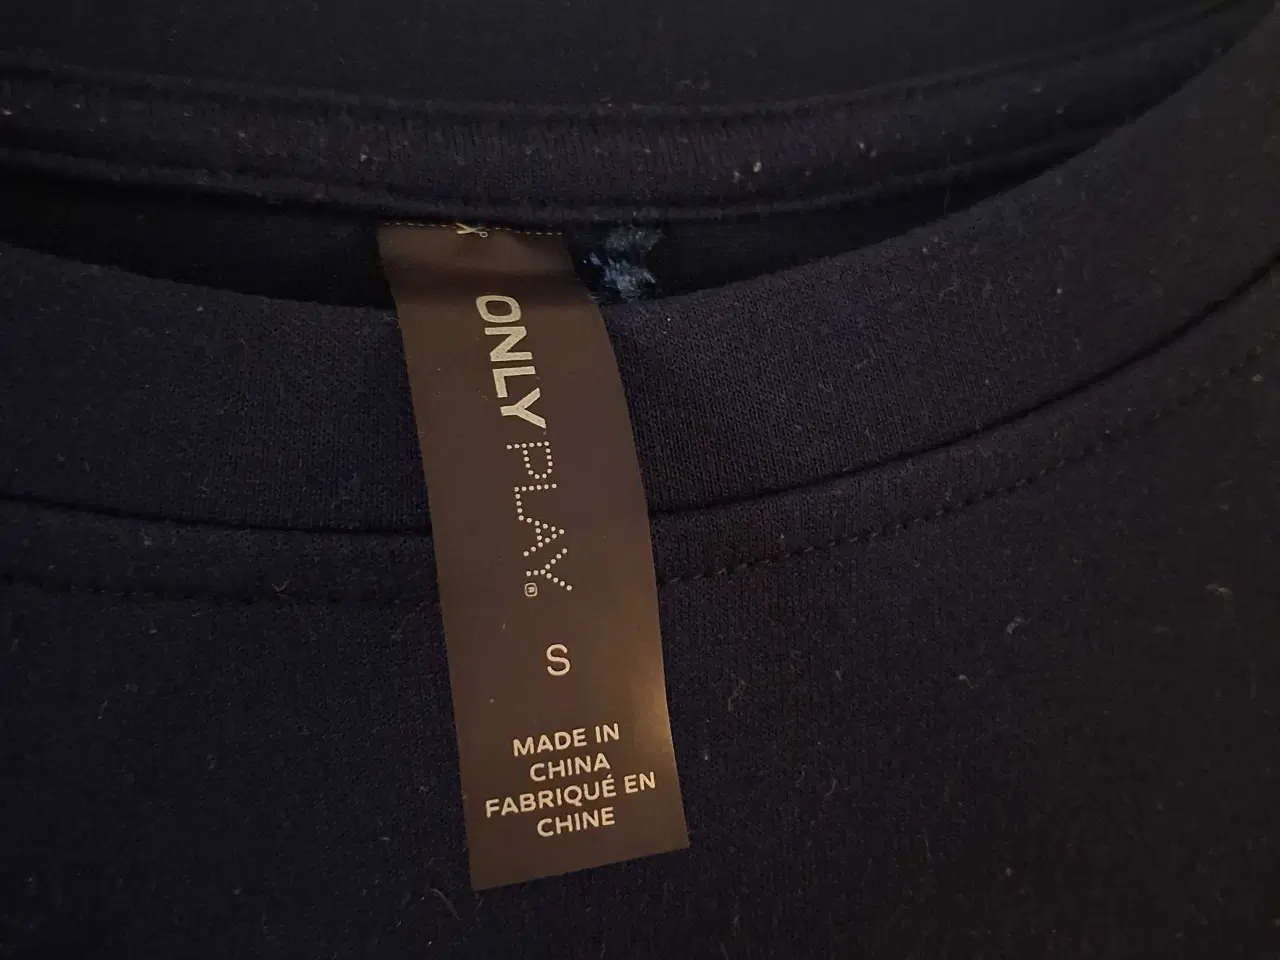 ONLY PLAY®
S
MADE IN
CHINA
FABRIQUÉ EN
CHINE